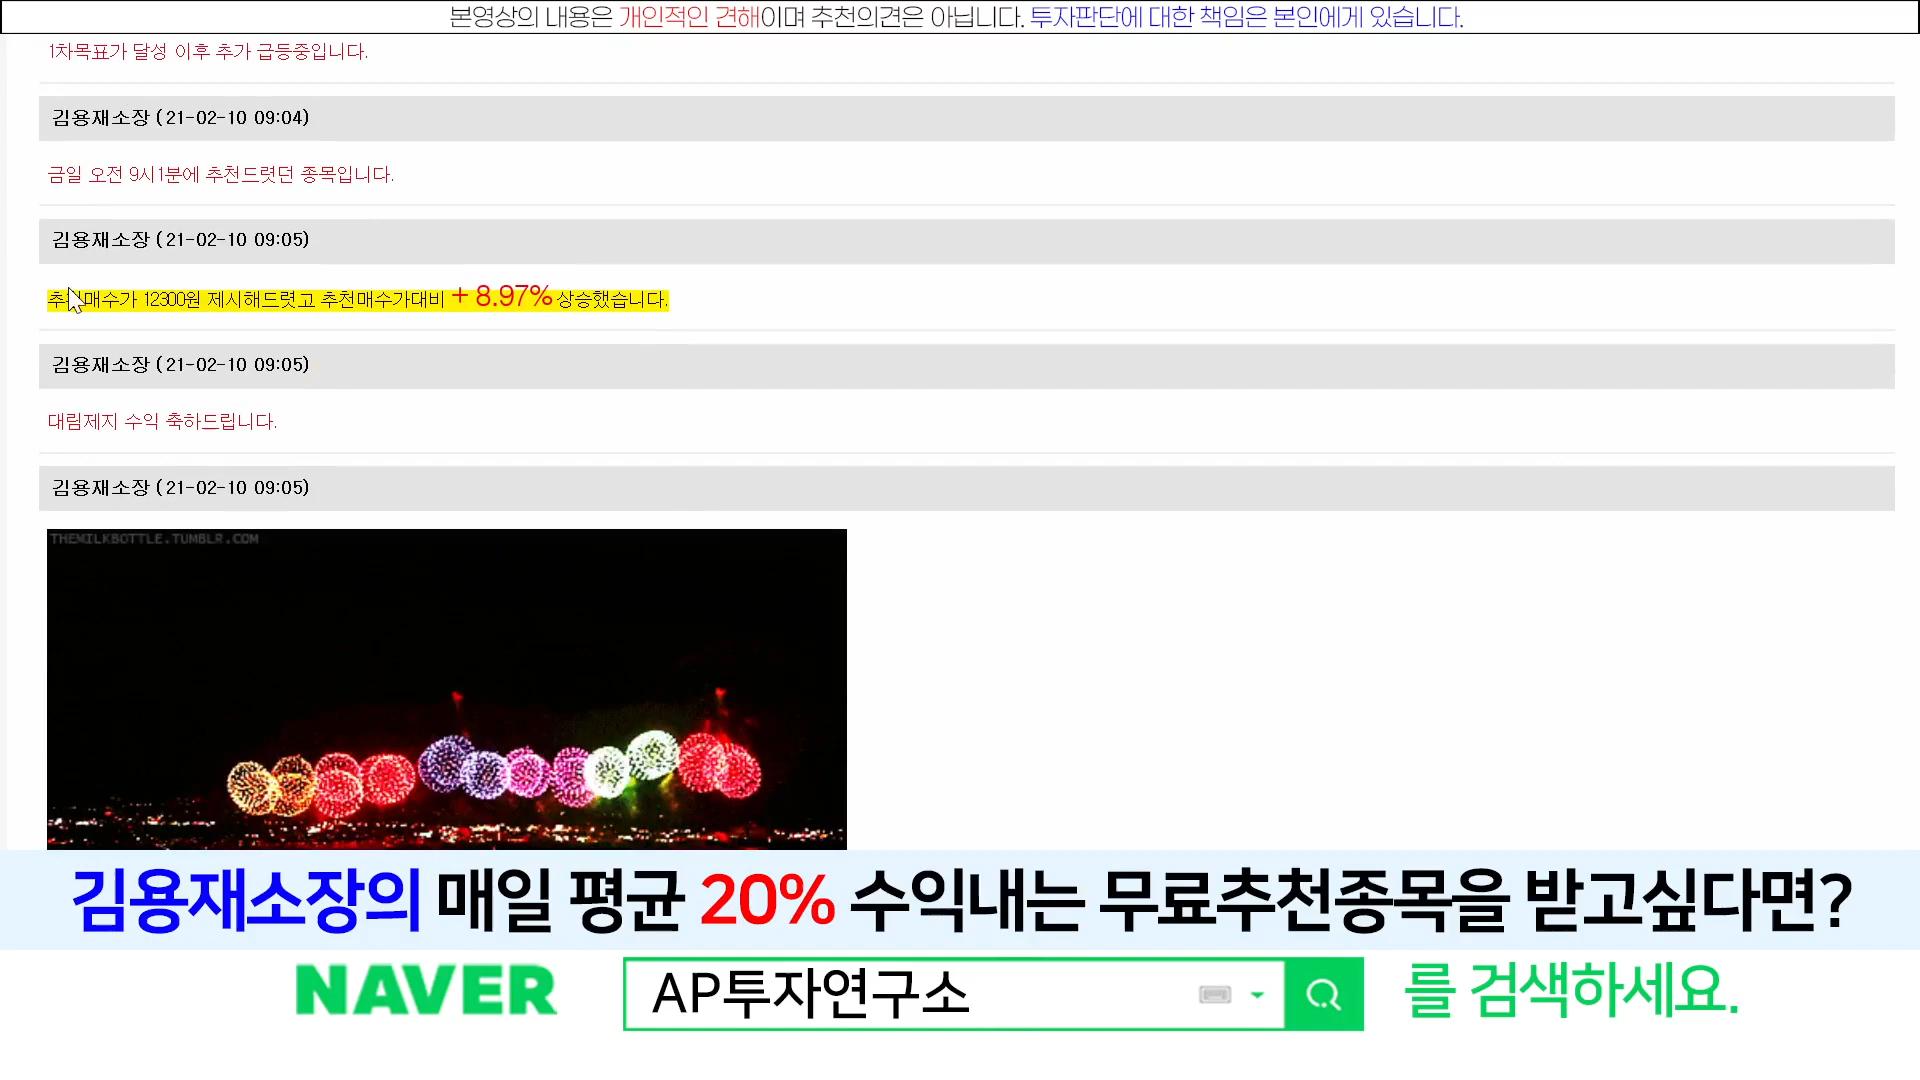 본영상의 내용은 개인적인 견해이며 추천의견은 아닙니다. 투자판단에 대한 책임은 본인에게 있습니다.
1차목표가 달성 이후 추가 급등중입니다.
김용재소장 (21-02-10 09:04)
금일 오전 9시1분에 추천드렷던 종목입니다.
김용재소장 (21-02-10 09:05)
추천매수가 12300원 제시해드렷고 추천매수가대비 + 8.97% 상승했습니다.
김용재소장 (21-02-10 09:05)
대림제지 수익 축하드립니다.
김용재소장 (21-02-10 09:05)
THEMILKBOTTLE.TUMBLR.COM
김용재소장의 매일 평균 20% 수익내는 무료추천종목을 받고싶다면?
NAVER AP투자연구소 를 검색하세요.